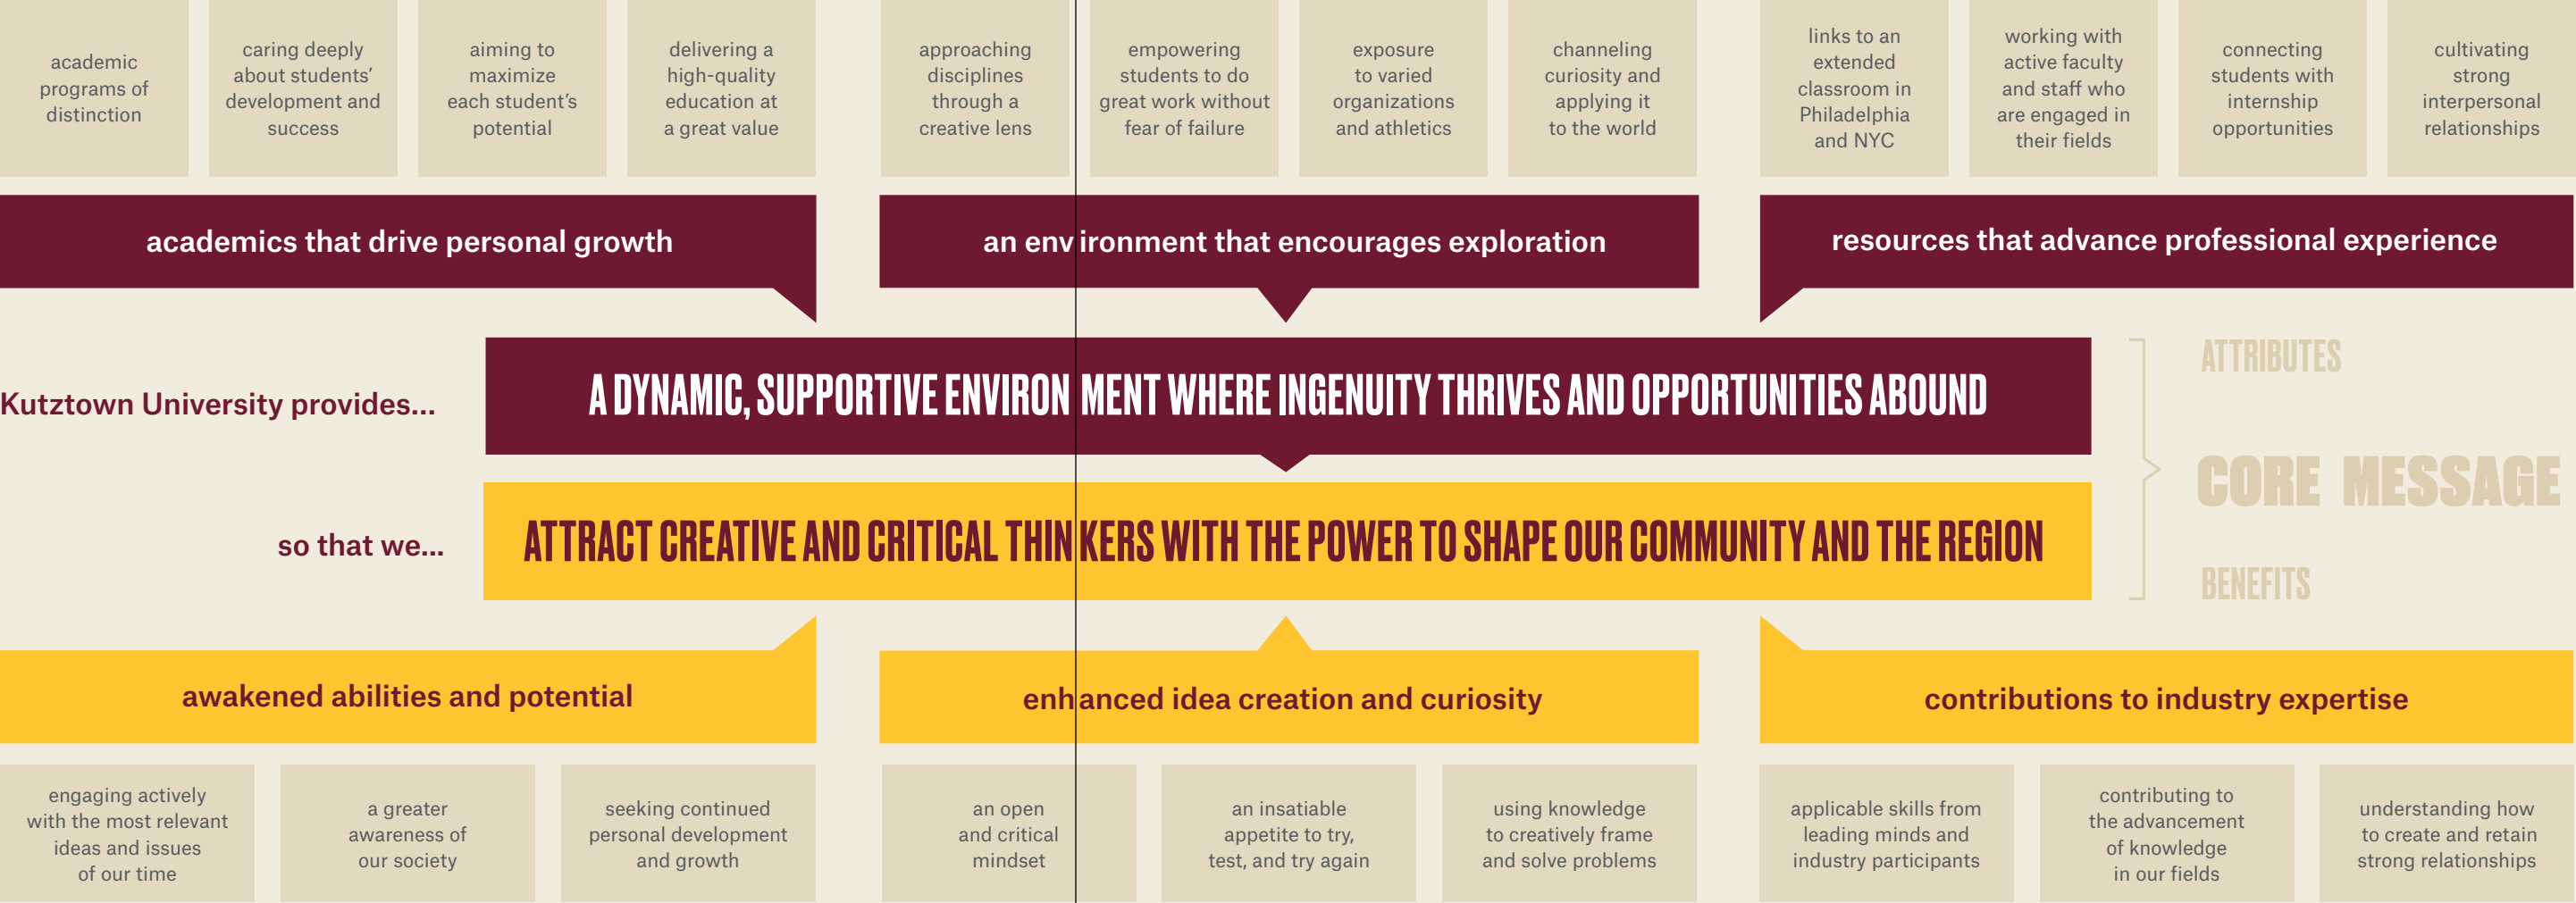 academic
programs of
distinction
caring deeply
about students’
development and
success
aiming to
maximize
each student’s
potential
delivering a
high-quality
education at
a great value
approaching
disciplines
through a
creative lens
empowering
students to do
great work without
fear of failure
exposure
to varied
organizations
and athletics
channeling
curiosity and
applying it
to the world
links to an
extended
classroom in
Philadelphia
and NYC
working with
active faculty
and staff who
are engaged in
their fields
connecting
students with
internship
opportunities
cultivating
strong
interpersonal
relationships
academics that drive personal growth
an environment that encourages exploration
resources that advance professional experience
Kutztown University provides...
A DYNAMIC, SUPPORTIVE ENVIRONMENT WHERE INGENUITY THRIVES AND OPPORTUNITIES ABOUND
so that we...
ATTRACT CREATIVE AND CRITICAL THINKERS WITH THE POWER TO SHAPE OUR COMMUNITY AND THE REGION
ATTRIBUTES
CORE MESSAGE
BENEFITS
awakened abilities and potential
enhanced idea creation and curiosity
contributions to industry expertise
engaging actively
with the most relevant
ideas and issues
of our time
a greater
awareness of
our society
seeking continued
personal development
and growth
an open
and critical
mindset
an insatiable
appetite to try,
test, and try again
using knowledge
to creatively frame
and solve problems
applicable skills from
leading minds and
industry participants
contributing to
the advancement
of knowledge
in our fields
understanding how
to create and retain
strong relationships